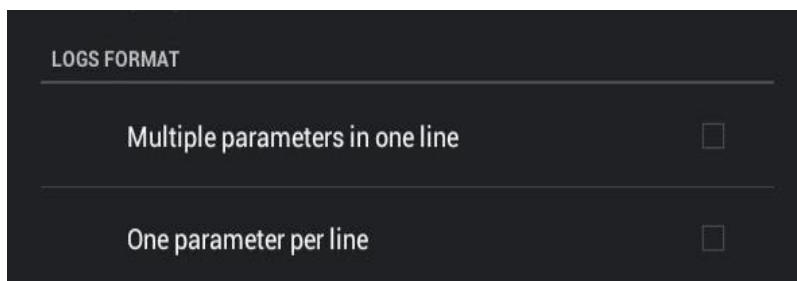 LOGS FORMAT
Multiple parameters in one line
One parameter per line